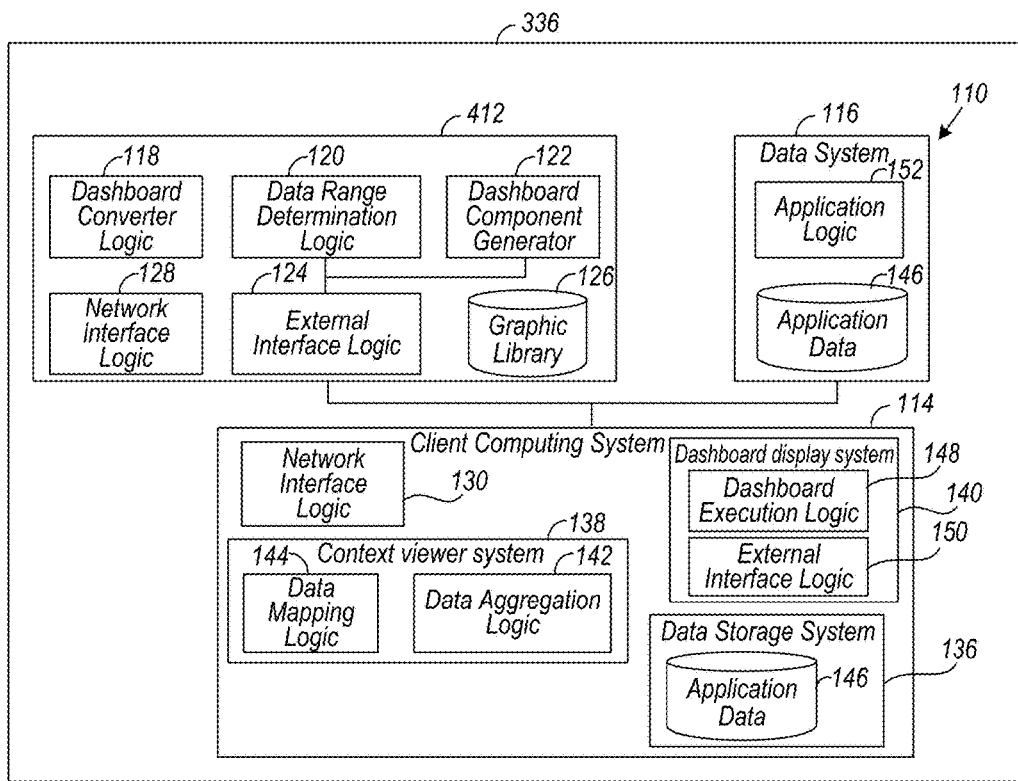 336
110
412
116
Data System
118
120
122
152
Dashboard
Converter
Logic
Data Range
Determination
Logic
Dashboard
Component
Generator
Application
Logic
128
124
126
146
Network
Interface
Logic
External
Interface Logic
Graphic
Library
Application
Data
114
Client Computing System
Network
Interface
Logic
130
Dashboard display system
148
Dashboard
Execution Logic
140
150
External
Interface Logic
138
Context viewer system
144
142
Data
Mapping
Logic
Data Aggregation
Logic
Data Storage System
136
Application
Data
146